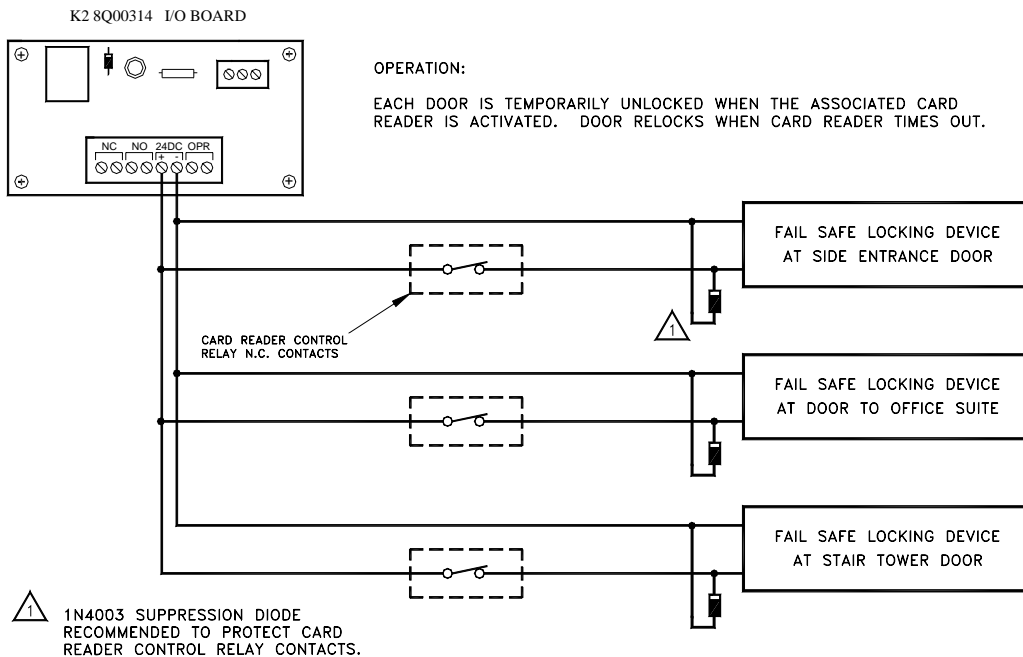 K2 8Q00314 I/O BOARD
OPERATION:
EACH DOOR IS TEMPORARILY UNLOCKED WHEN THE ASSOCIATED CARD
READER IS ACTIVATED. DOOR RELOCKS WHEN CARD READER TIMES OUT.
NC NO 24DC OPR
+ -
FAIL SAFE LOCKING DEVICE
AT SIDE ENTRANCE DOOR
1
CARD READER CONTROL
RELAY N.C. CONTACTS
FAIL SAFE LOCKING DEVICE
AT DOOR TO OFFICE SUITE
FAIL SAFE LOCKING DEVICE
AT STAIR TOWER DOOR
1
1N4003 SUPPRESSION DIODE
RECOMMENDED TO PROTECT CARD
READER CONTROL RELAY CONTACTS.